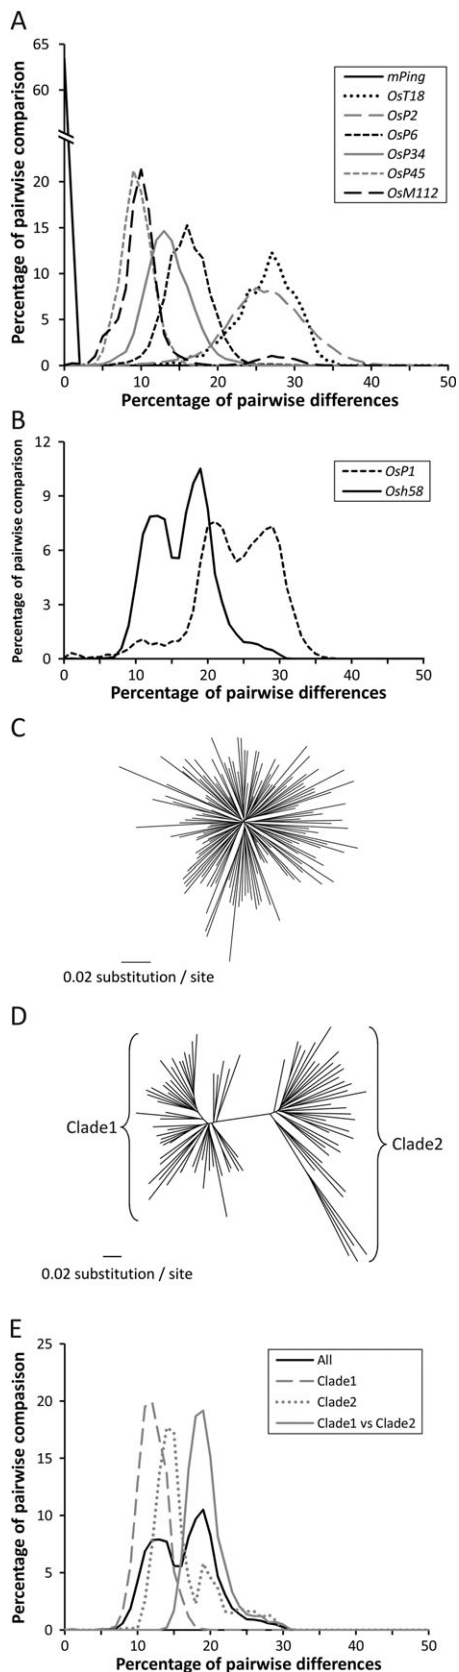 A
Percentage of pairwise comparison
65
60
20
15
10
5
0
0 10 20 30 40 50
Percentage of pairwise differences
mPing
OsT18
OsP2
OsP6
OsP34
OsP45
OsM112
B
Percentage of pairwise comparison
12
9
6
3
0
0 10 20 30 40 50
Percentage of pairwise differences
OsP1
Osh58
C
0.02 substitution / site
D
Clade1
Clade2
0.02 substitution / site
E
Percentage of pairwise compasison
25
20
15
10
5
0
0 10 20 30 40 50
Percentage of pairwise differences
All
Clade1
Clade2
Clade1 vs Clade2